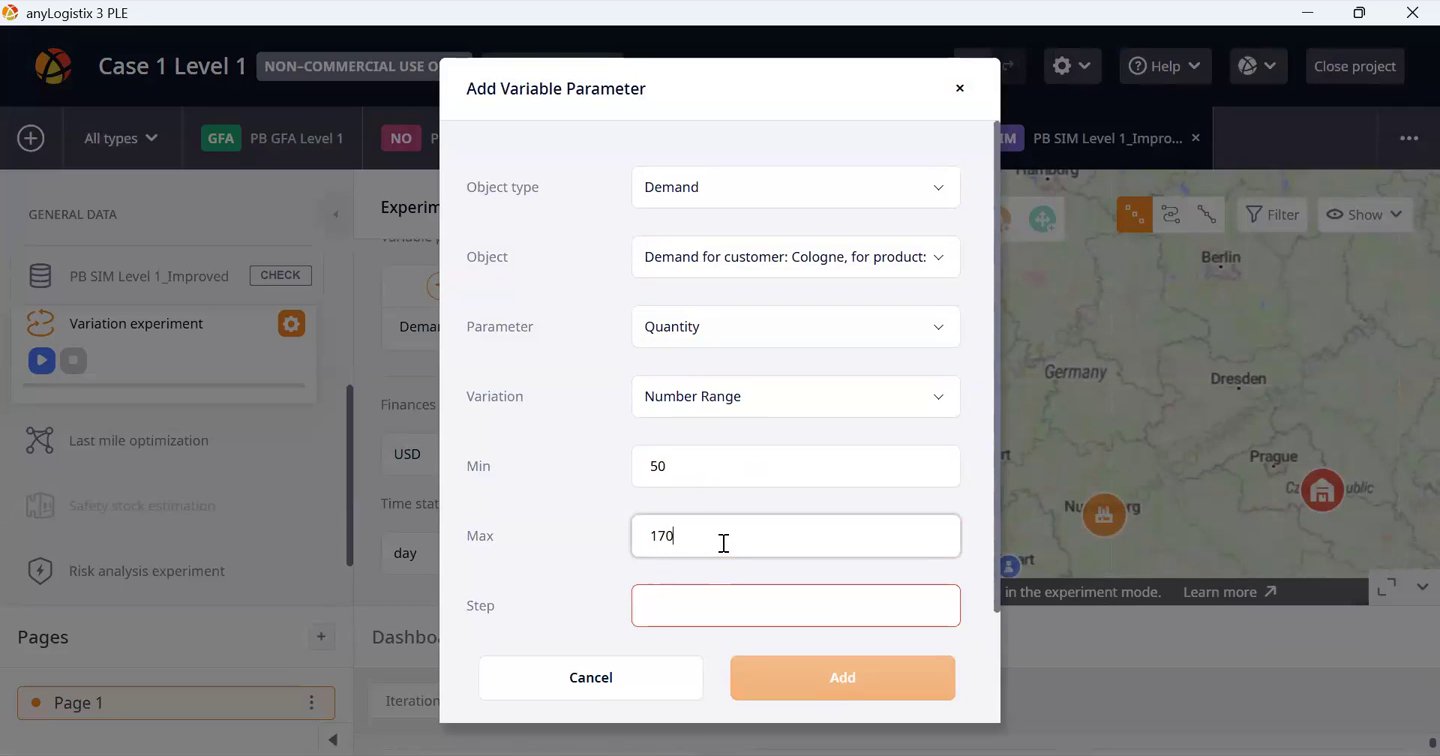 anyLogistix 3 PLE
Case 1 Level 1
NON-COMMERCIAL USE O
Help
Close project
All types
GFA PB GFA Level 1
NO
IM PB SIM Level 1_Impro...
GENERAL DATA
PB SIM Level 1_Improved CHECK
Variation experiment
Last mile optimization
Safety stock estimation
Risk analysis experiment
Pages
Page 1
Experim
Deman
Finances
USD
Time stat
day
Dashbo
Iteration
Add Variable Parameter
Object type Demand
Object Demand for customer: Cologne, for product:
Parameter Quantity
Variation Number Range
Min 50
Max 170
Step
Cancel Add
Filter Show
Hamburg
Berlin
Germany
Dresden
Prague
in the experiment mode. Learn more